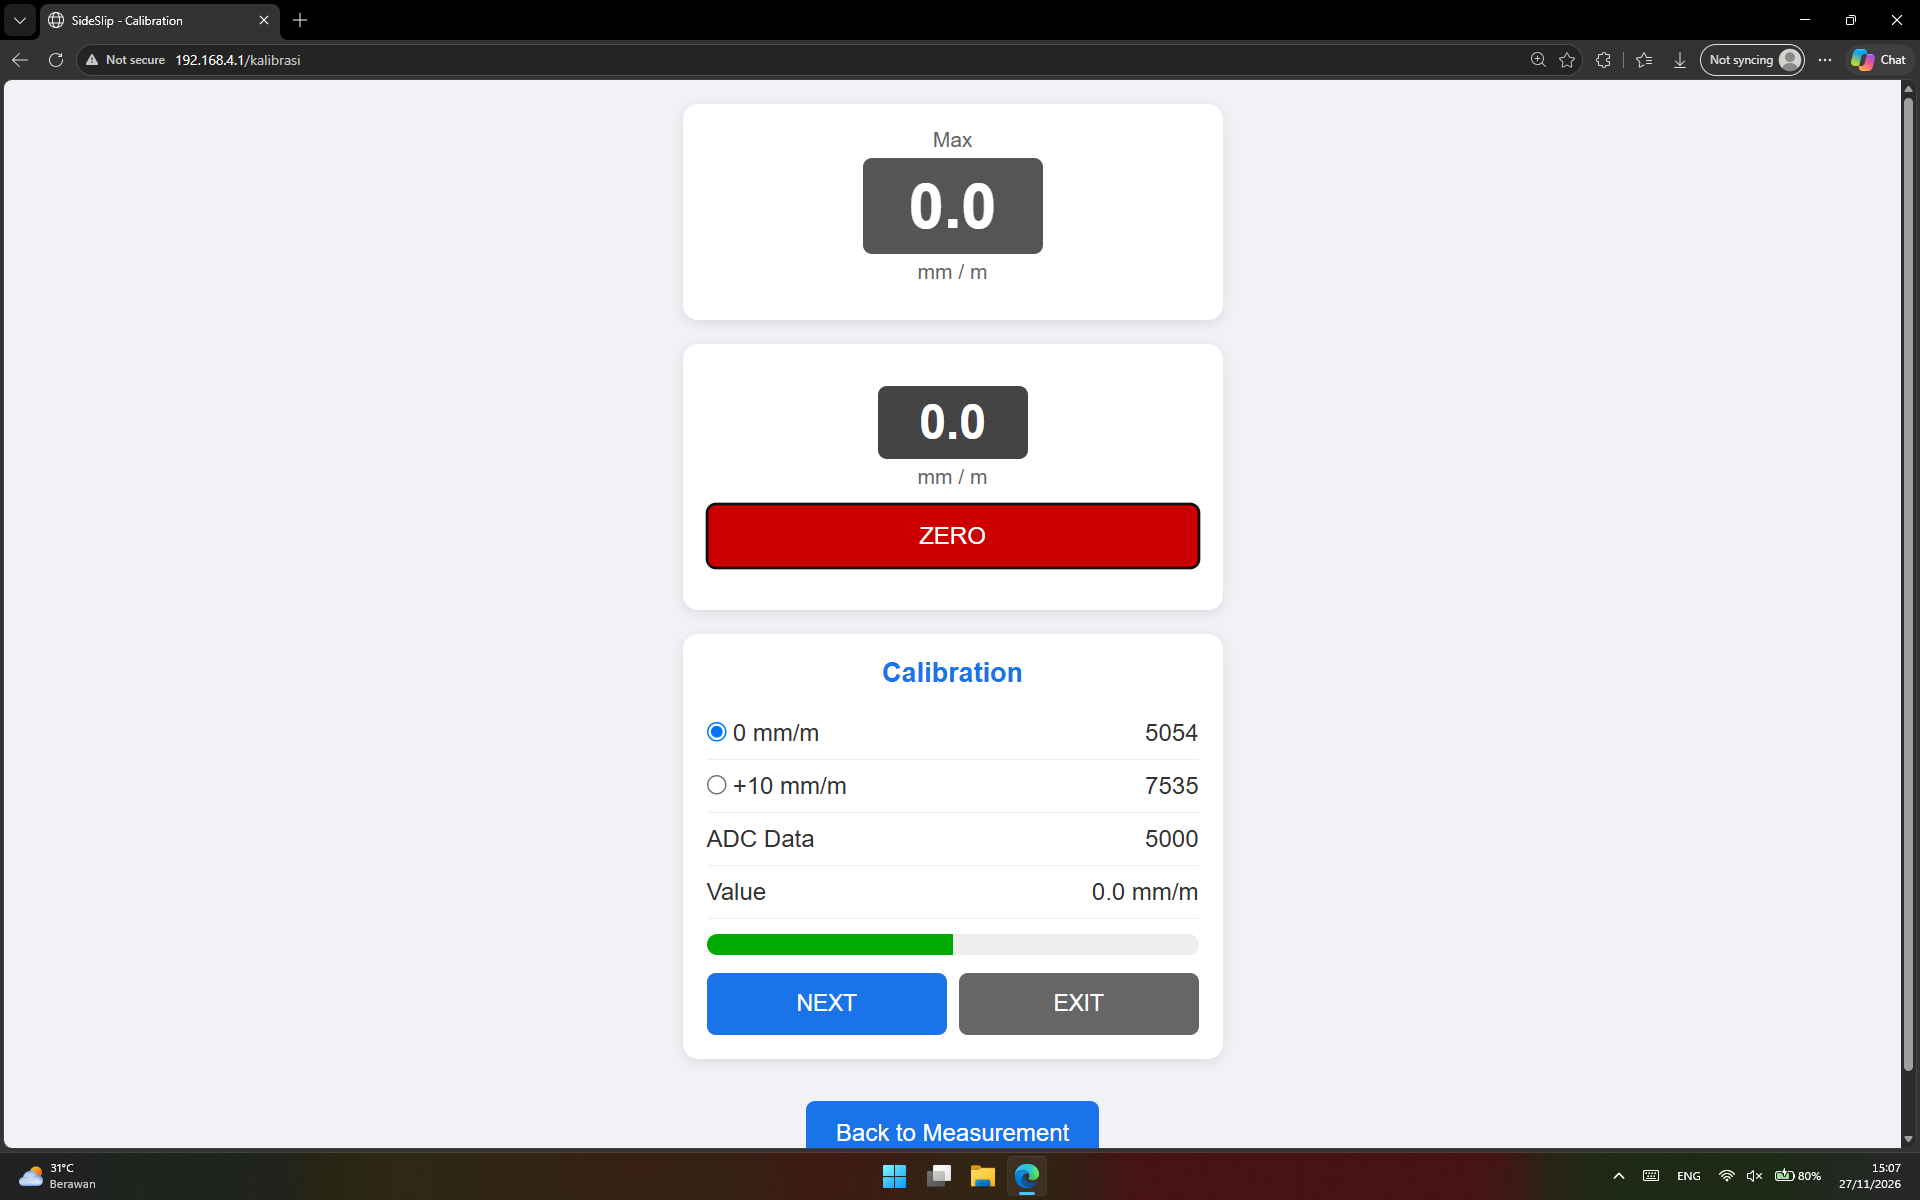 SideSlip - Calibration
Not secure 192.168.4.1/kalibrasi
Not syncing
Chat
Max
0.0
mm / m
0.0
mm / m
ZERO
Calibration
0 mm/m 5054
+10 mm/m 7535
ADC Data 5000
Value 0.0 mm/m
NEXT EXIT
Back to Measurement
31°C
Berawan
ENG
80%
15:07
27/11/2026